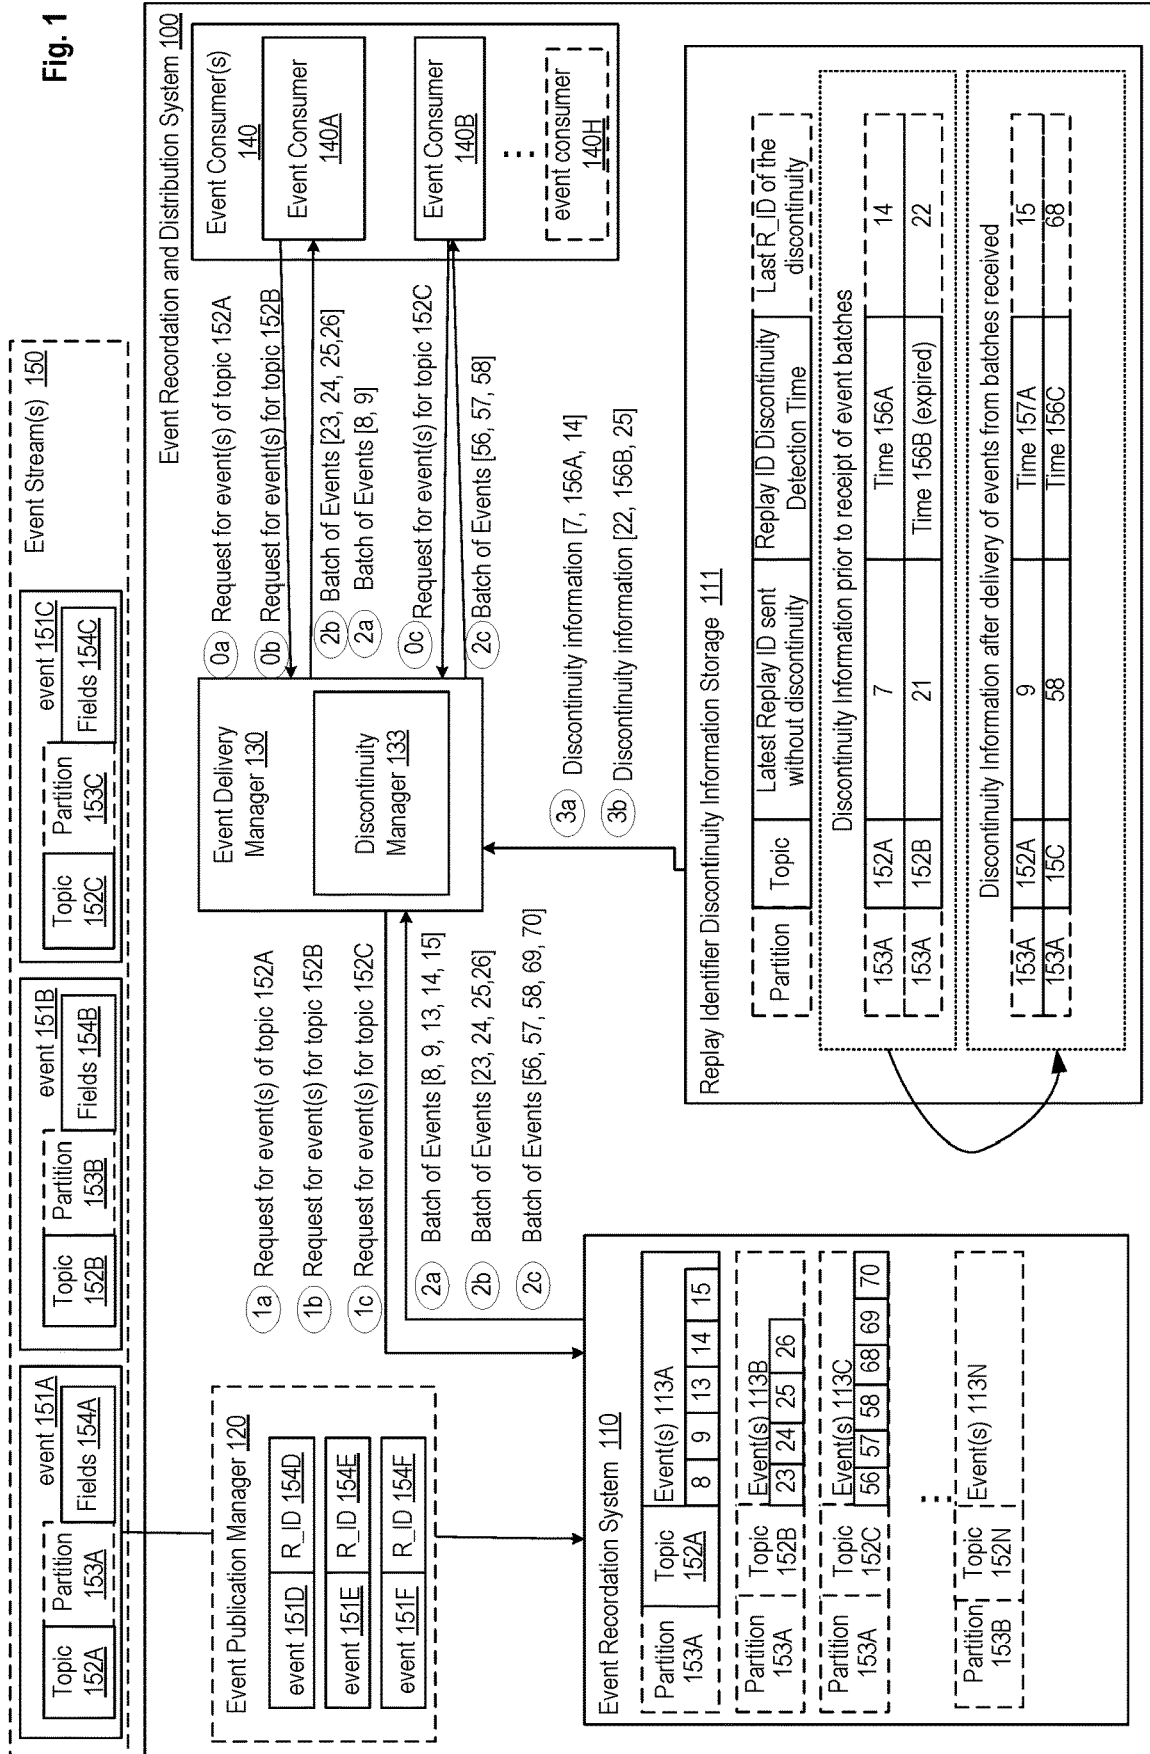 Fig. 1
Event Stream(s) 150
event 151A
Topic
152A
Partition
153A
Fields 154A
event 151B
Topic
152B
Partition
153B
Fields 154B
event 151C
Topic
152C
Partition
153C
Fields 154C
Event Recordation and Distribution System 100
Event Publication Manager 120
event 151D
R_ID 154D
event 151E
R_ID 154E
event 151F
R_ID 154F
1a Request for event(s) of topic 152A
1b Request for event(s) for topic 152B
1c Request for event(s) for topic 152C
2a Batch of Events [8, 9, 13, 14, 15]
2b Batch of Events [23, 24, 25,26]
2c Batch of Events [56, 57, 58, 69, 70]
Event Delivery
Manager 130
Discontinuity
Manager 133
0a Request for event(s) of topic 152A
0b Request for event(s) for topic 152B
2b Batch of Events [23, 24, 25,26]
2a Batch of Events [8, 9]
0c Request for event(s) for topic 152C
2c Batch of Events [56, 57, 58]
3a Discontinuity information [7, 156A, 14]
3b Discontinuity information [22, 156B, 25]
Event Consumer(s)
140
Event Consumer
140A
Event Consumer
140B
...
event consumer
140H
Event Recordation System 110
Partition
153A
Topic
152A
Event(s) 113A
8 9 13 14 15
Partition
153A
Topic
152B
Event(s) 113B
23 24 25 26
Partition
153A
Topic
152C
Event(s) 113C
56 57 58 68 69 70
...
Partition
153B
Topic
152N
Event(s) 113N
Replay Identifier Discontinuity Information Storage 111
Partition
Topic
Latest Replay ID sent
without discontinuity
Replay ID Discontinuity
Detection Time
Last R_ID of the
discontinuity
Discontinuity Information prior to receipt of event batches
153A 152A 7 Time 156A 14
153A 152B 21 Time 156B (expired) 22
Discontinuity Information after delivery of events from batches received
153A 152A 9 Time 157A 15
153A 15C 58 Time 156C 68